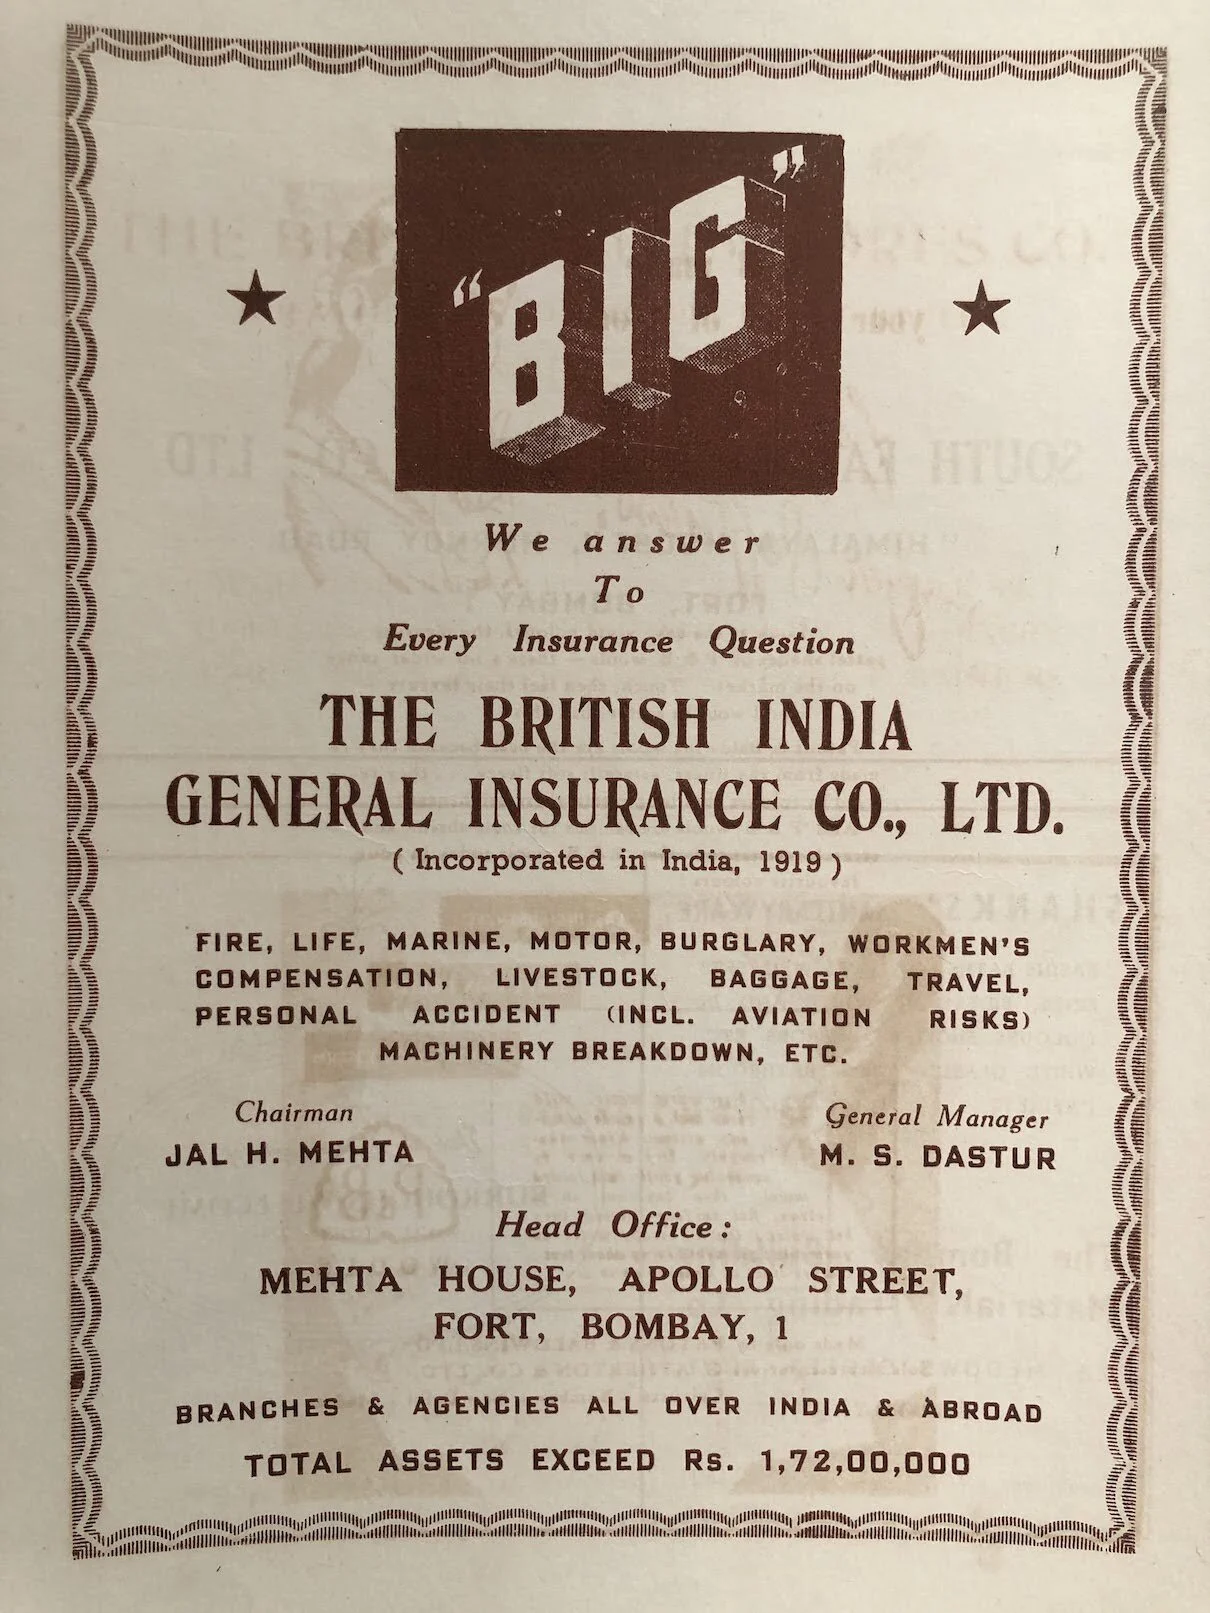 "BIG"
We answer
To
Every Insurance Question
THE BRITISH INDIA
GENERAL INSURANCE CO., LTD.
( Incorporated in India, 1919 )
FIRE, LIFE, MARINE, MOTOR, BURGLARY, WORKMEN'S
COMPENSATION, LIVESTOCK, BAGGAGE, TRAVEL,
PERSONAL ACCIDENT (INCL. AVIATION RISKS)
MACHINERY BREAKDOWN, ETC.
Chairman
JAL H. MEHTA
General Manager
M. S. DASTUR
Head Office :
MEHTA HOUSE, APOLLO STREET,
FORT, BOMBAY, 1
BRANCHES & AGENCIES ALL OVER INDIA & ABROAD
TOTAL ASSETS EXCEED Rs. 1,72,00,000